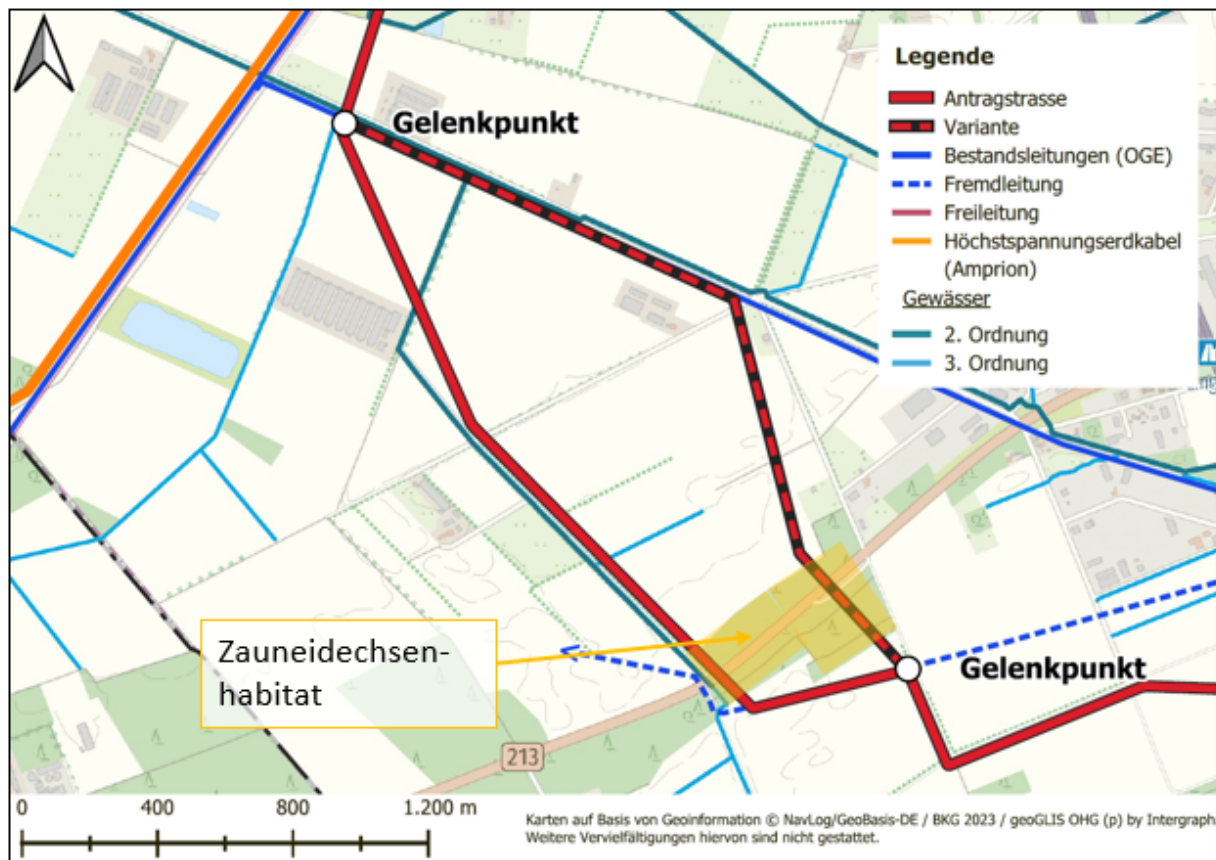 Legende
Antragstrasse
Variante
Bestandsleitungen (OGE)
Fremdleitung
Freileitung
Höchstspannungserdkabel
(Amprion)
Gewässer
2. Ordnung
3. Ordnung
Gelenkpunkt
Zauneidechsen-
habitat
Gelenkpunkt
213
0 400 800 1.200 m
Karten auf Basis von Geoinformation © NavLog/GeoBasis-DE / BKG 2023 / geoGLIS OHG (p) by Intergraph
Weitere Vervielfältigungen hiervon sind nicht gestattet.